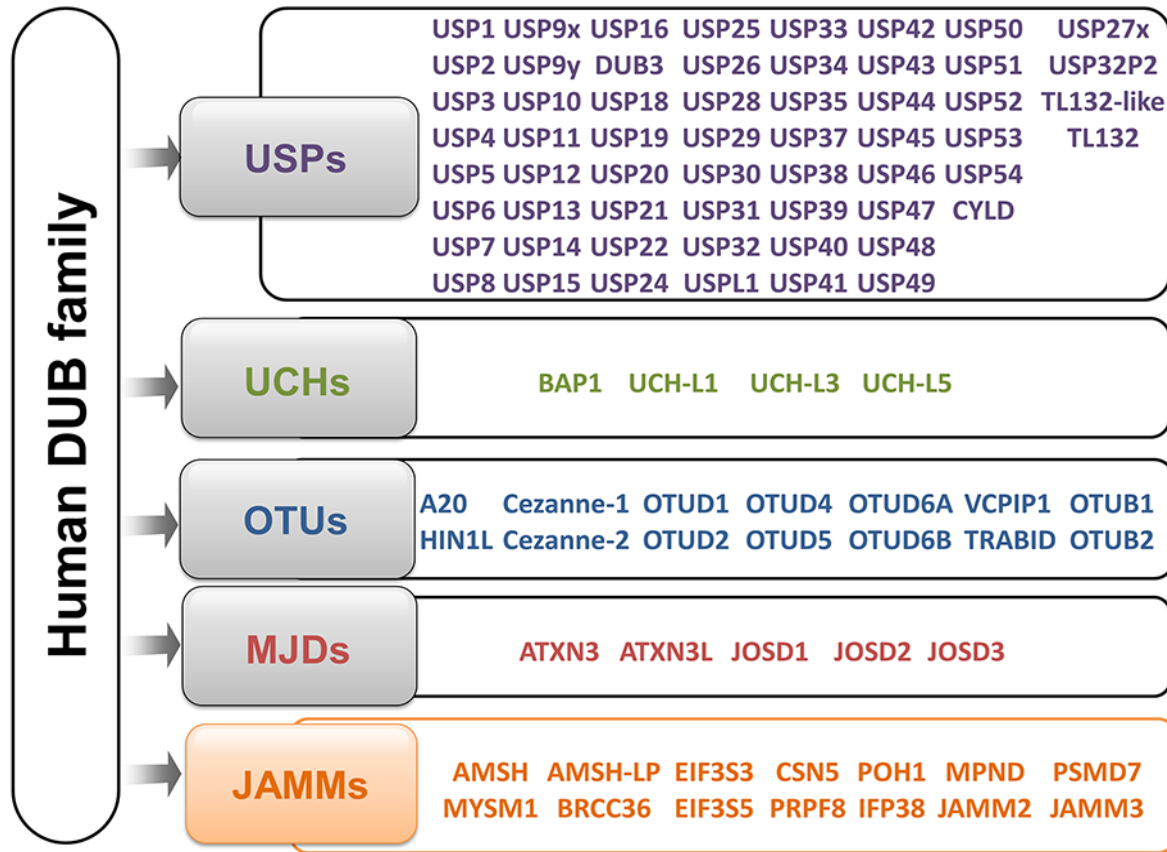 Human DUB family
USPs
USP1 USP9x USP16 USP25 USP33 USP42 USP50 USP27x
USP2 USP9y DUB3 USP26 USP34 USP43 USP51 USP32P2
USP3 USP10 USP18 USP28 USP35 USP44 USP52 TL132-like
USP4 USP11 USP19 USP29 USP37 USP45 USP53 TL132
USP5 USP12 USP20 USP30 USP38 USP46 USP54
USP6 USP13 USP21 USP31 USP39 USP47 CYLD
USP7 USP14 USP22 USP32 USP40 USP48
USP8 USP15 USP24 USPL1 USP41 USP49
UCHs
BAP1 UCH-L1 UCH-L3 UCH-L5
OTUs
A20 Cezanne-1 OTUD1 OTUD4 OTUD6A VCPIP1 OTUB1
HIN1L Cezanne-2 OTUD2 OTUD5 OTUD6B TRABID OTUB2
MJDs
ATXN3 ATXN3L JOSD1 JOSD2 JOSD3
JAMMs
AMSH AMSH-LP EIF3S3 CSN5 POH1 MPND PSMD7
MYSM1 BRCC36 EIF3S5 PRPF8 IFP38 JAMM2 JAMM3